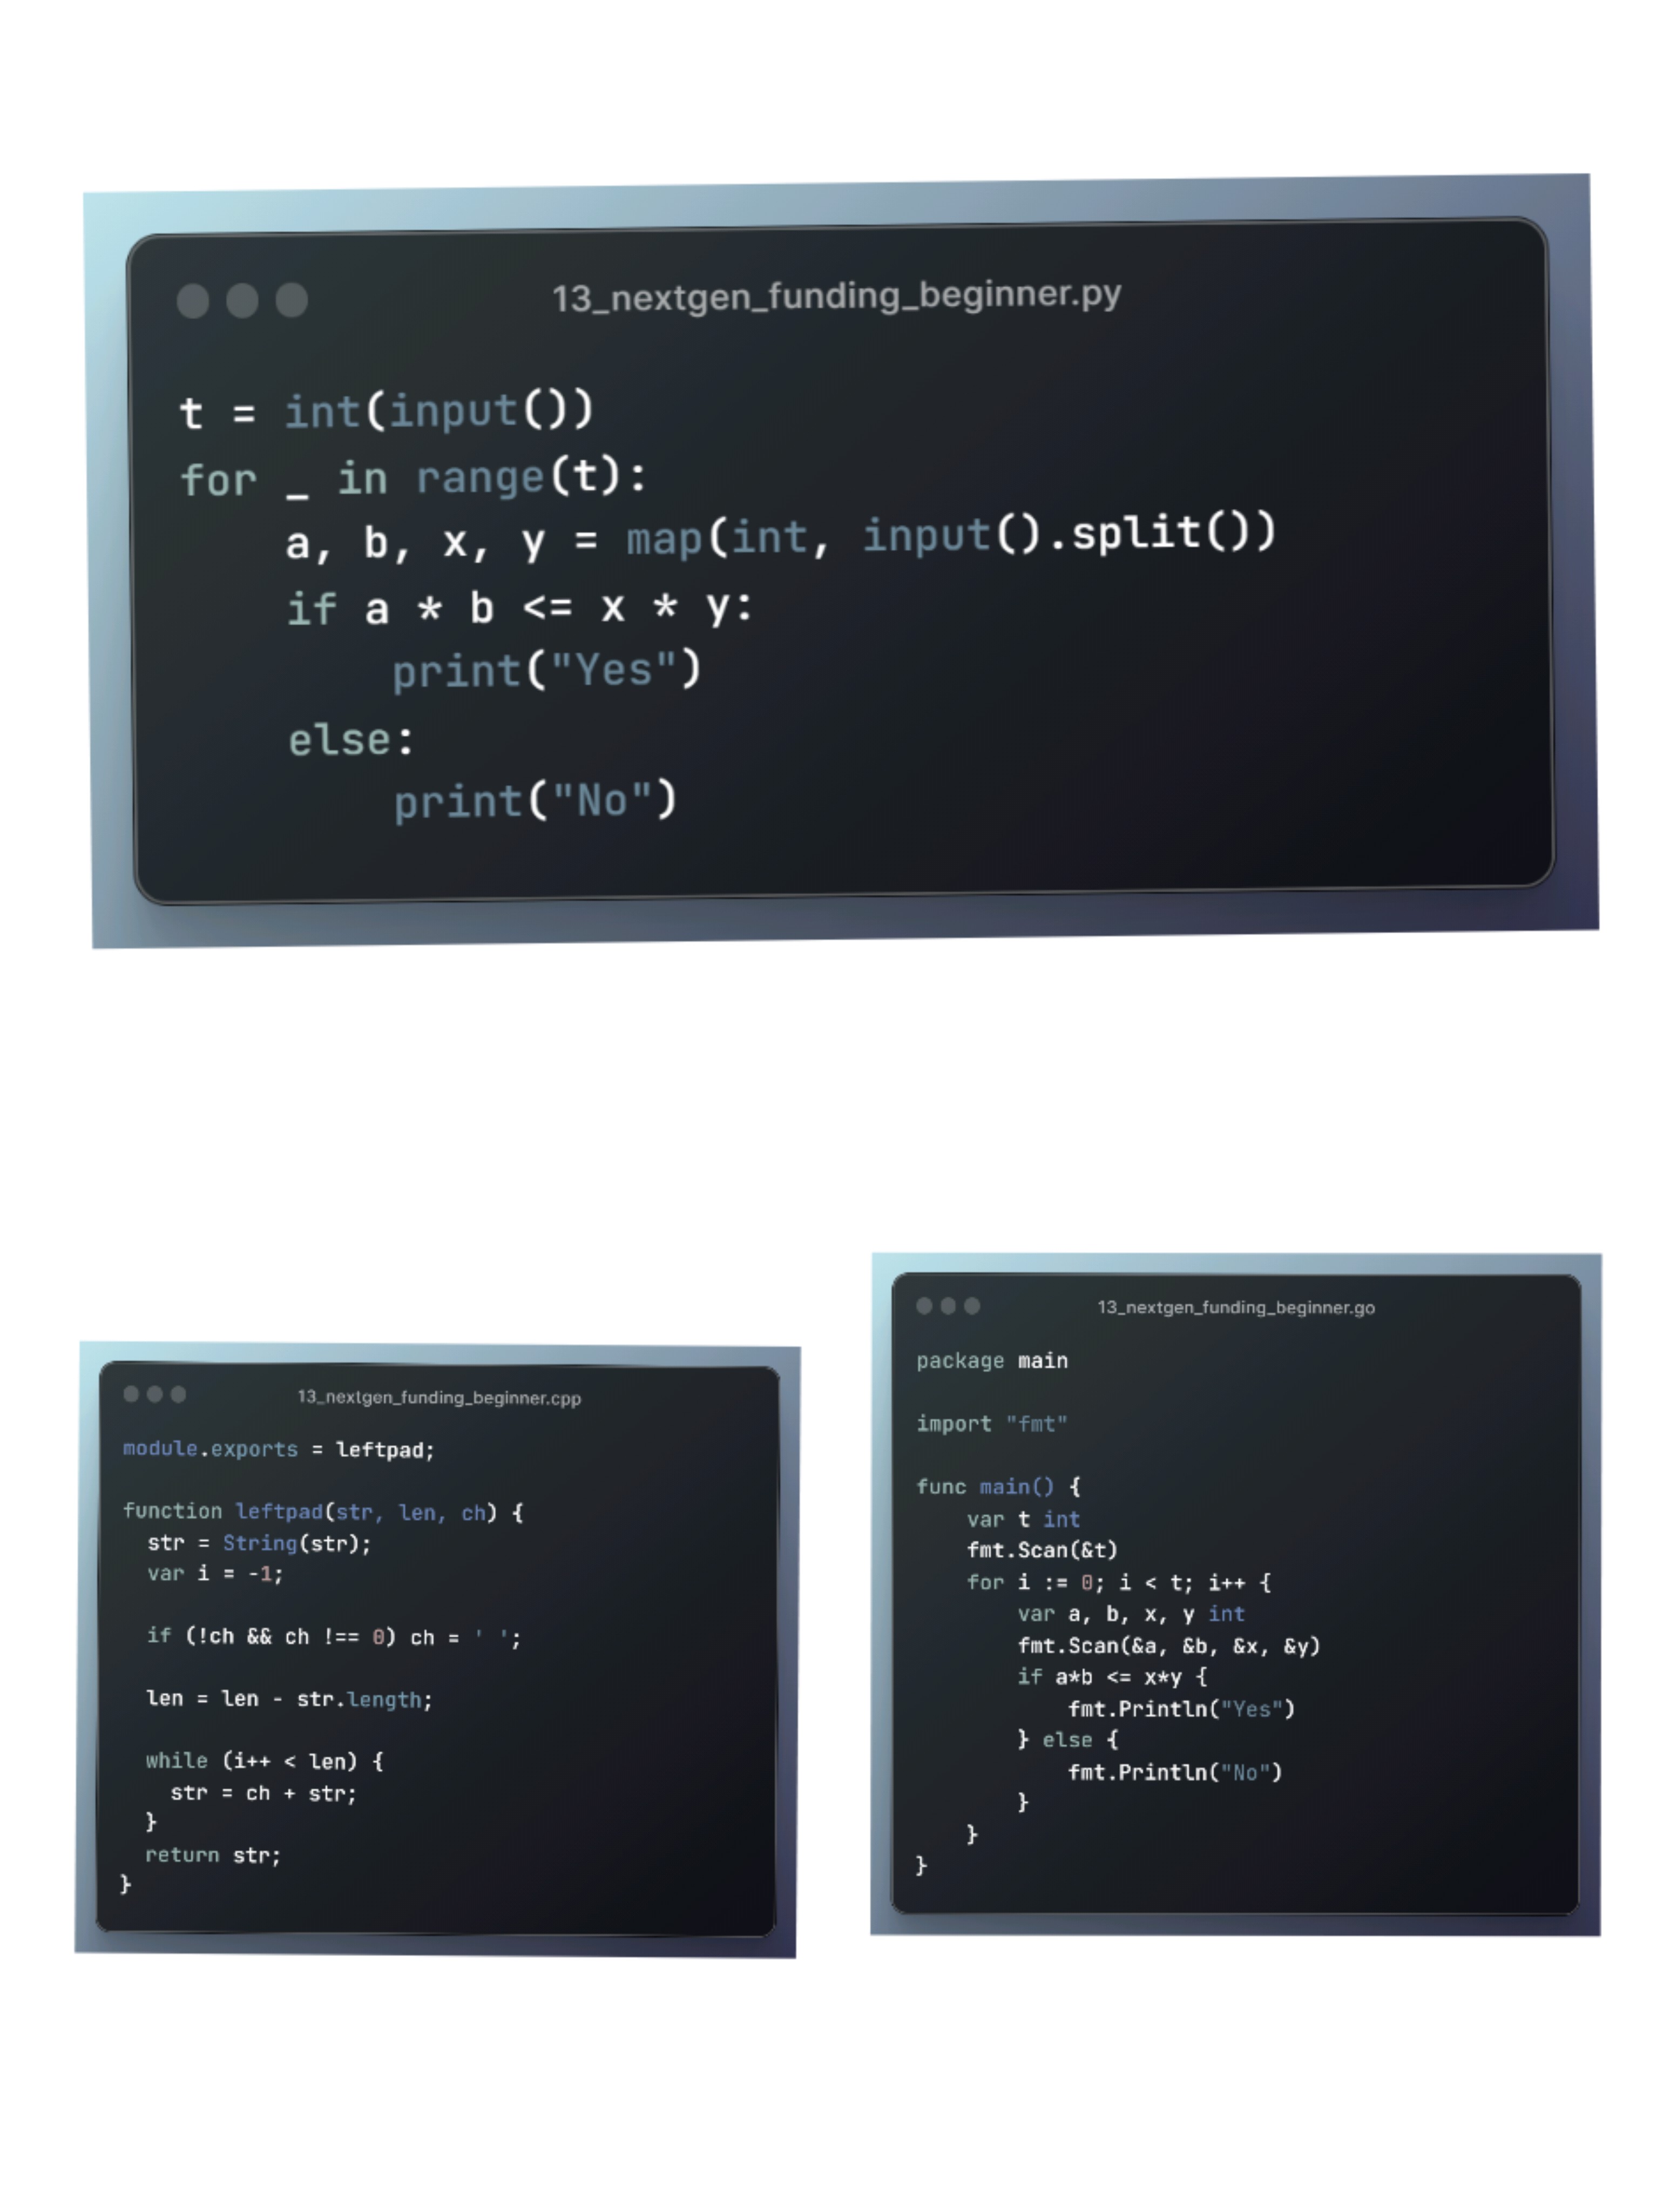 13_nextgen_funding_beginner.py
t = int(input())
for _ in range(t):
    a, b, x, y = map(int, input().split())
    if a * b <= x * y:
        print("Yes")
    else:
        print("No")
13_nextgen_funding_beginner.cpp
module.exports = leftpad;
function leftpad(str, len, ch) {
  str = String(str);
  var i = -1;
  if (!ch && ch !== 0) ch = ' ';
  len = len - str.length;
  while (i++ < len) {
    str = ch + str;
  }
  return str;
}
13_nextgen_funding_beginner.go
package main
import "fmt"
func main() {
    var t int
    fmt.Scan(&t)
    for i := 0; i < t; i++ {
        var a, b, x, y int
        fmt.Scan(&a, &b, &x, &y)
        if a*b <= x*y {
            fmt.Println("Yes")
        } else {
            fmt.Println("No")
        }
    }
}